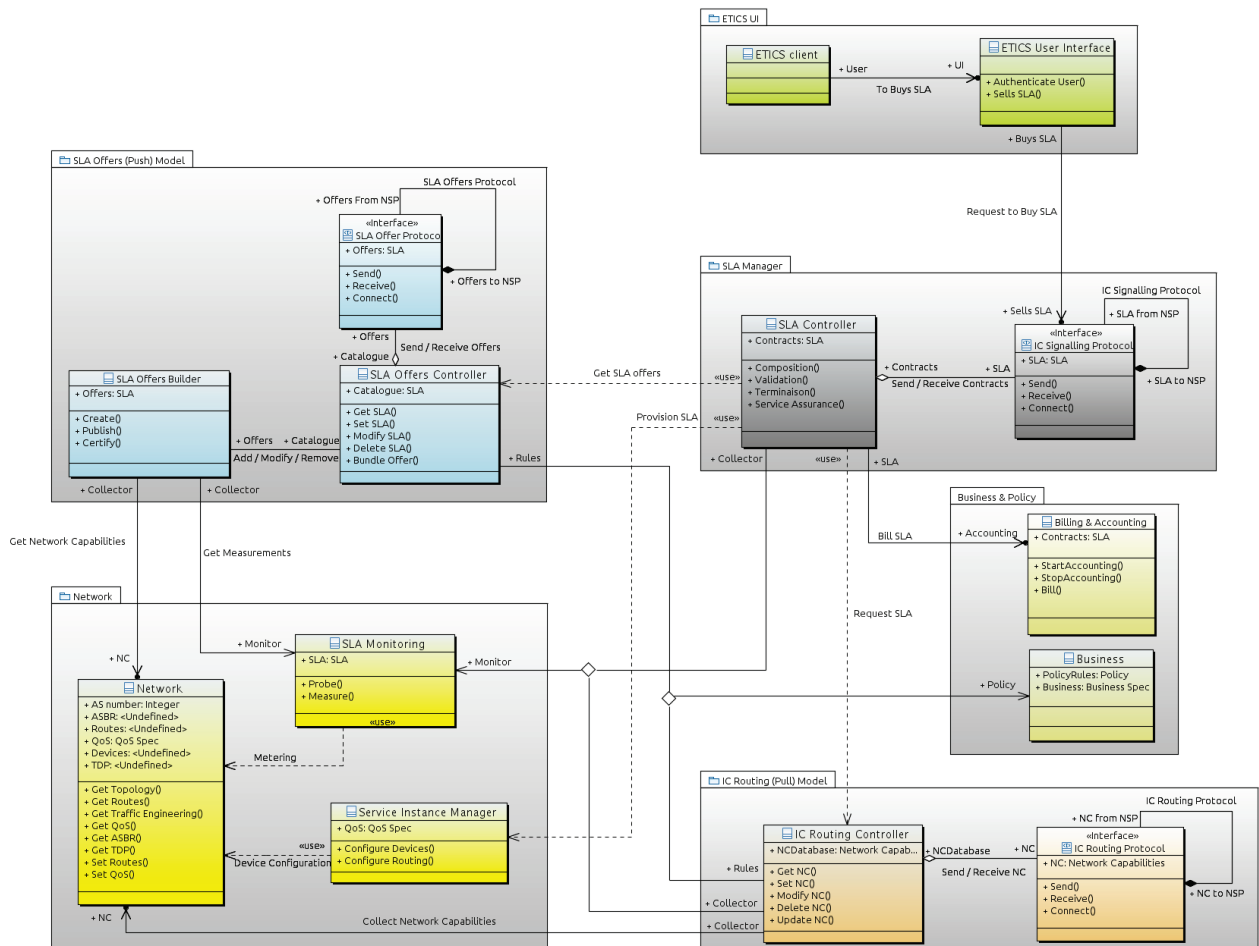 ETICS UI
ETICS client
+ User
To Buys SLA
+ UI
ETICS User Interface
+ Authenticate User()
+ Sells SLA()
+ Buys SLA
Request to Buy SLA
SLA Offers (Push) Model
SLA Offers Protocol
+ Offers From NSP
«Interface»
SLA Offer Protoco
+ Offers: SLA
+ Send()
+ Receive()
+ Connect()
+ Offers to NSP
+ Offers
Send / Receive Offers
+ Catalogue
SLA Offers Builder
+ Offers: SLA
+ Create()
+ Publish()
+ Certify()
+ Offers
+ Catalogue
Add / Modify / Remove
SLA Offers Controller
+ Catalogue: SLA
+ Get SLA()
+ Set SLA()
+ Modify SLA()
+ Delete SLA()
+ Bundle Offer()
+ Rules
+ Collector
+ Collector
Get Network Capabilities
Get Measurements
Get SLA offers
Provision SLA
SLA Manager
SLA Controller
+ Contracts: SLA
+ Composition()
+ Validation()
+ Terminaison()
+ Service Assurance()
«use»
«use»
+ Collector
«use»
+ SLA
+ Contracts
+ SLA
Send / Receive Contracts
+ Sells SLA
IC Signalling Protocol
+ SLA from NSP
«Interface»
IC Signalling Protocol
+ SLA: SLA
+ Send()
+ Receive()
+ Connect()
+ SLA to NSP
Bill SLA
+ Accounting
Request SLA
Business & Policy
Billing & Accounting
+ Contracts: SLA
+ StartAccounting()
+ StopAccounting()
+ Bill()
Business
+ PolicyRules: Policy
+ Business: Business Spec
+ Policy
Network
+ NC
+ Monitor
SLA Monitoring
+ SLA: SLA
+ Probe()
+ Measure()
«use»
+ Monitor
Metering
Network
+ AS number: Integer
+ ASBR: <Undefined>
+ Routes: <Undefined>
+ QoS: QoS Spec
+ Devices: <Undefined>
+ TDP: <Undefined>
+ Get Topology()
+ Get Routes()
+ Get Traffic Engineering()
+ Get QoS()
+ Get ASBR()
+ Get TDP()
+ Set Routes()
+ Set QoS()
+ NC
Service Instance Manager
+ QoS: QoS Spec
+ Configure Devices()
+ Configure Routing()
«use»
Device Configuration
Collect Network Capabilities
IC Routing (Pull) Model
+ Rules
+ Collector
+ Collector
IC Routing Controller
+ NCDatabase: Network Capab...
+ Get NC()
+ Set NC()
+ Modify NC()
+ Delete NC()
+ Update NC()
+ NCDatabase
+ NC
Send / Receive NC
IC Routing Protocol
+ NC from NSP
«Interface»
IC Routing Protocol
+ NC: Network Capabilities
+ Send()
+ Receive()
+ Connect()
+ NC to NSP